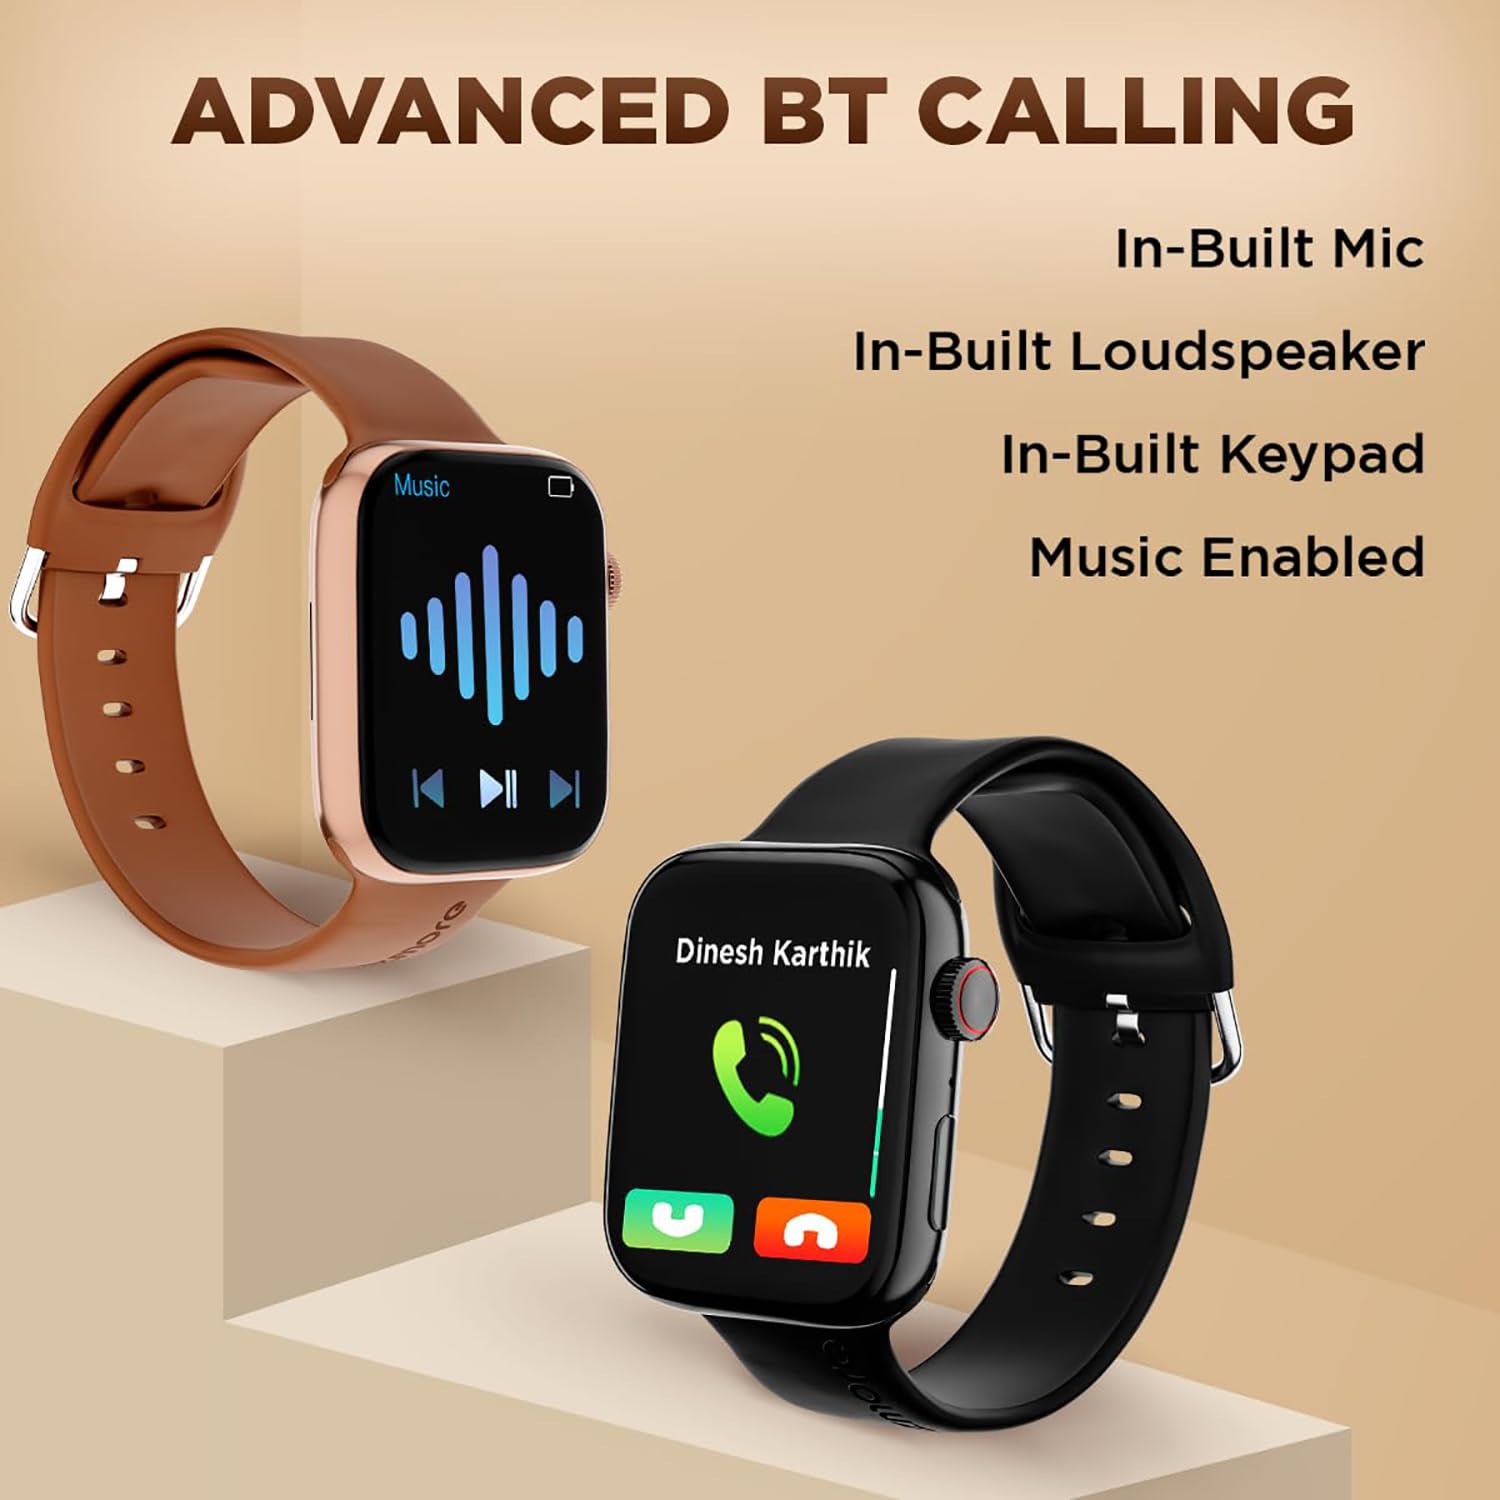 ADVANCED BT CALLING
In-Built Mic
In-Built Loudspeaker
In-Built Keypad
Music Enabled
Music
Dinesh Karthik